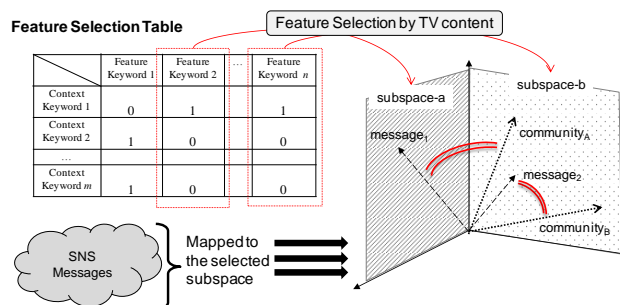 Feature Selection Table
Feature Selection by TV content
Feature Keyword 1
Feature Keyword 2
...
Feature Keyword n
Context Keyword 1
0
1
1
Context Keyword 2
1
0
0
...
Context Keyword m
1
0
0
subspace-a
subspace-b
message1
communityA
message2
communityB
SNS
Messages
Mapped to
the selected
subspace